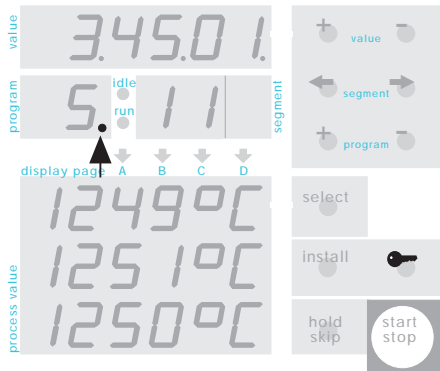 value
3.45.01.
program
5.
idle
run
11
segment
display page A B C D
process value
1249°C
1251°C
1250°C
+ value -
segment
+ program -
select
install
hold
skip
start
stop